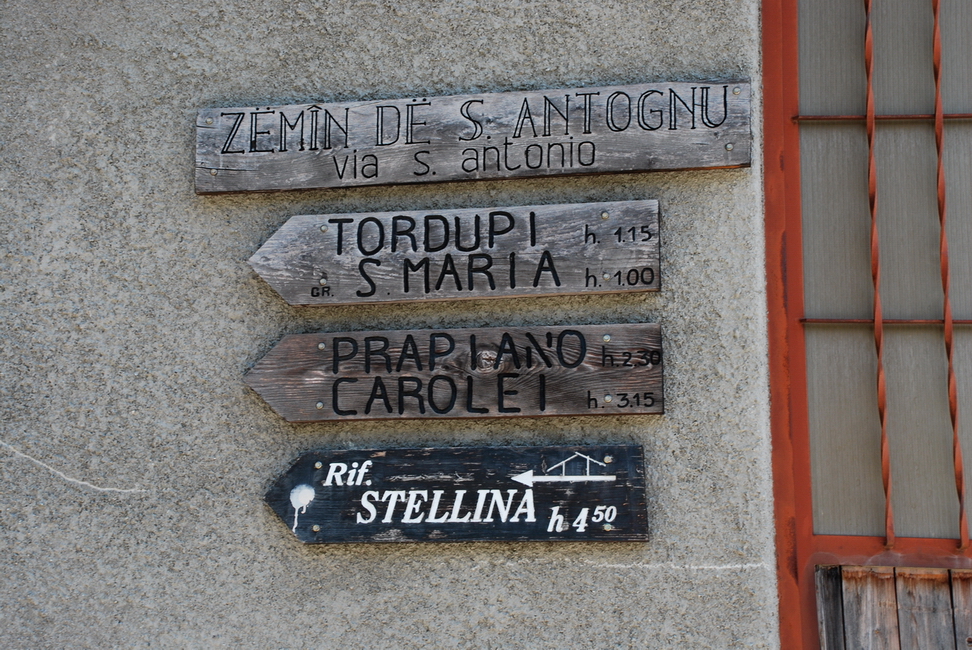 ZËMÎN DË S. ANTOGNU
via s. antonio
TORDUPI h. 1.15
GR. S. MARIA h. 1.00
PRAPIANO h. 2.30
CAROLEI h. 3.15
Rif.
STELLINA h 4 50